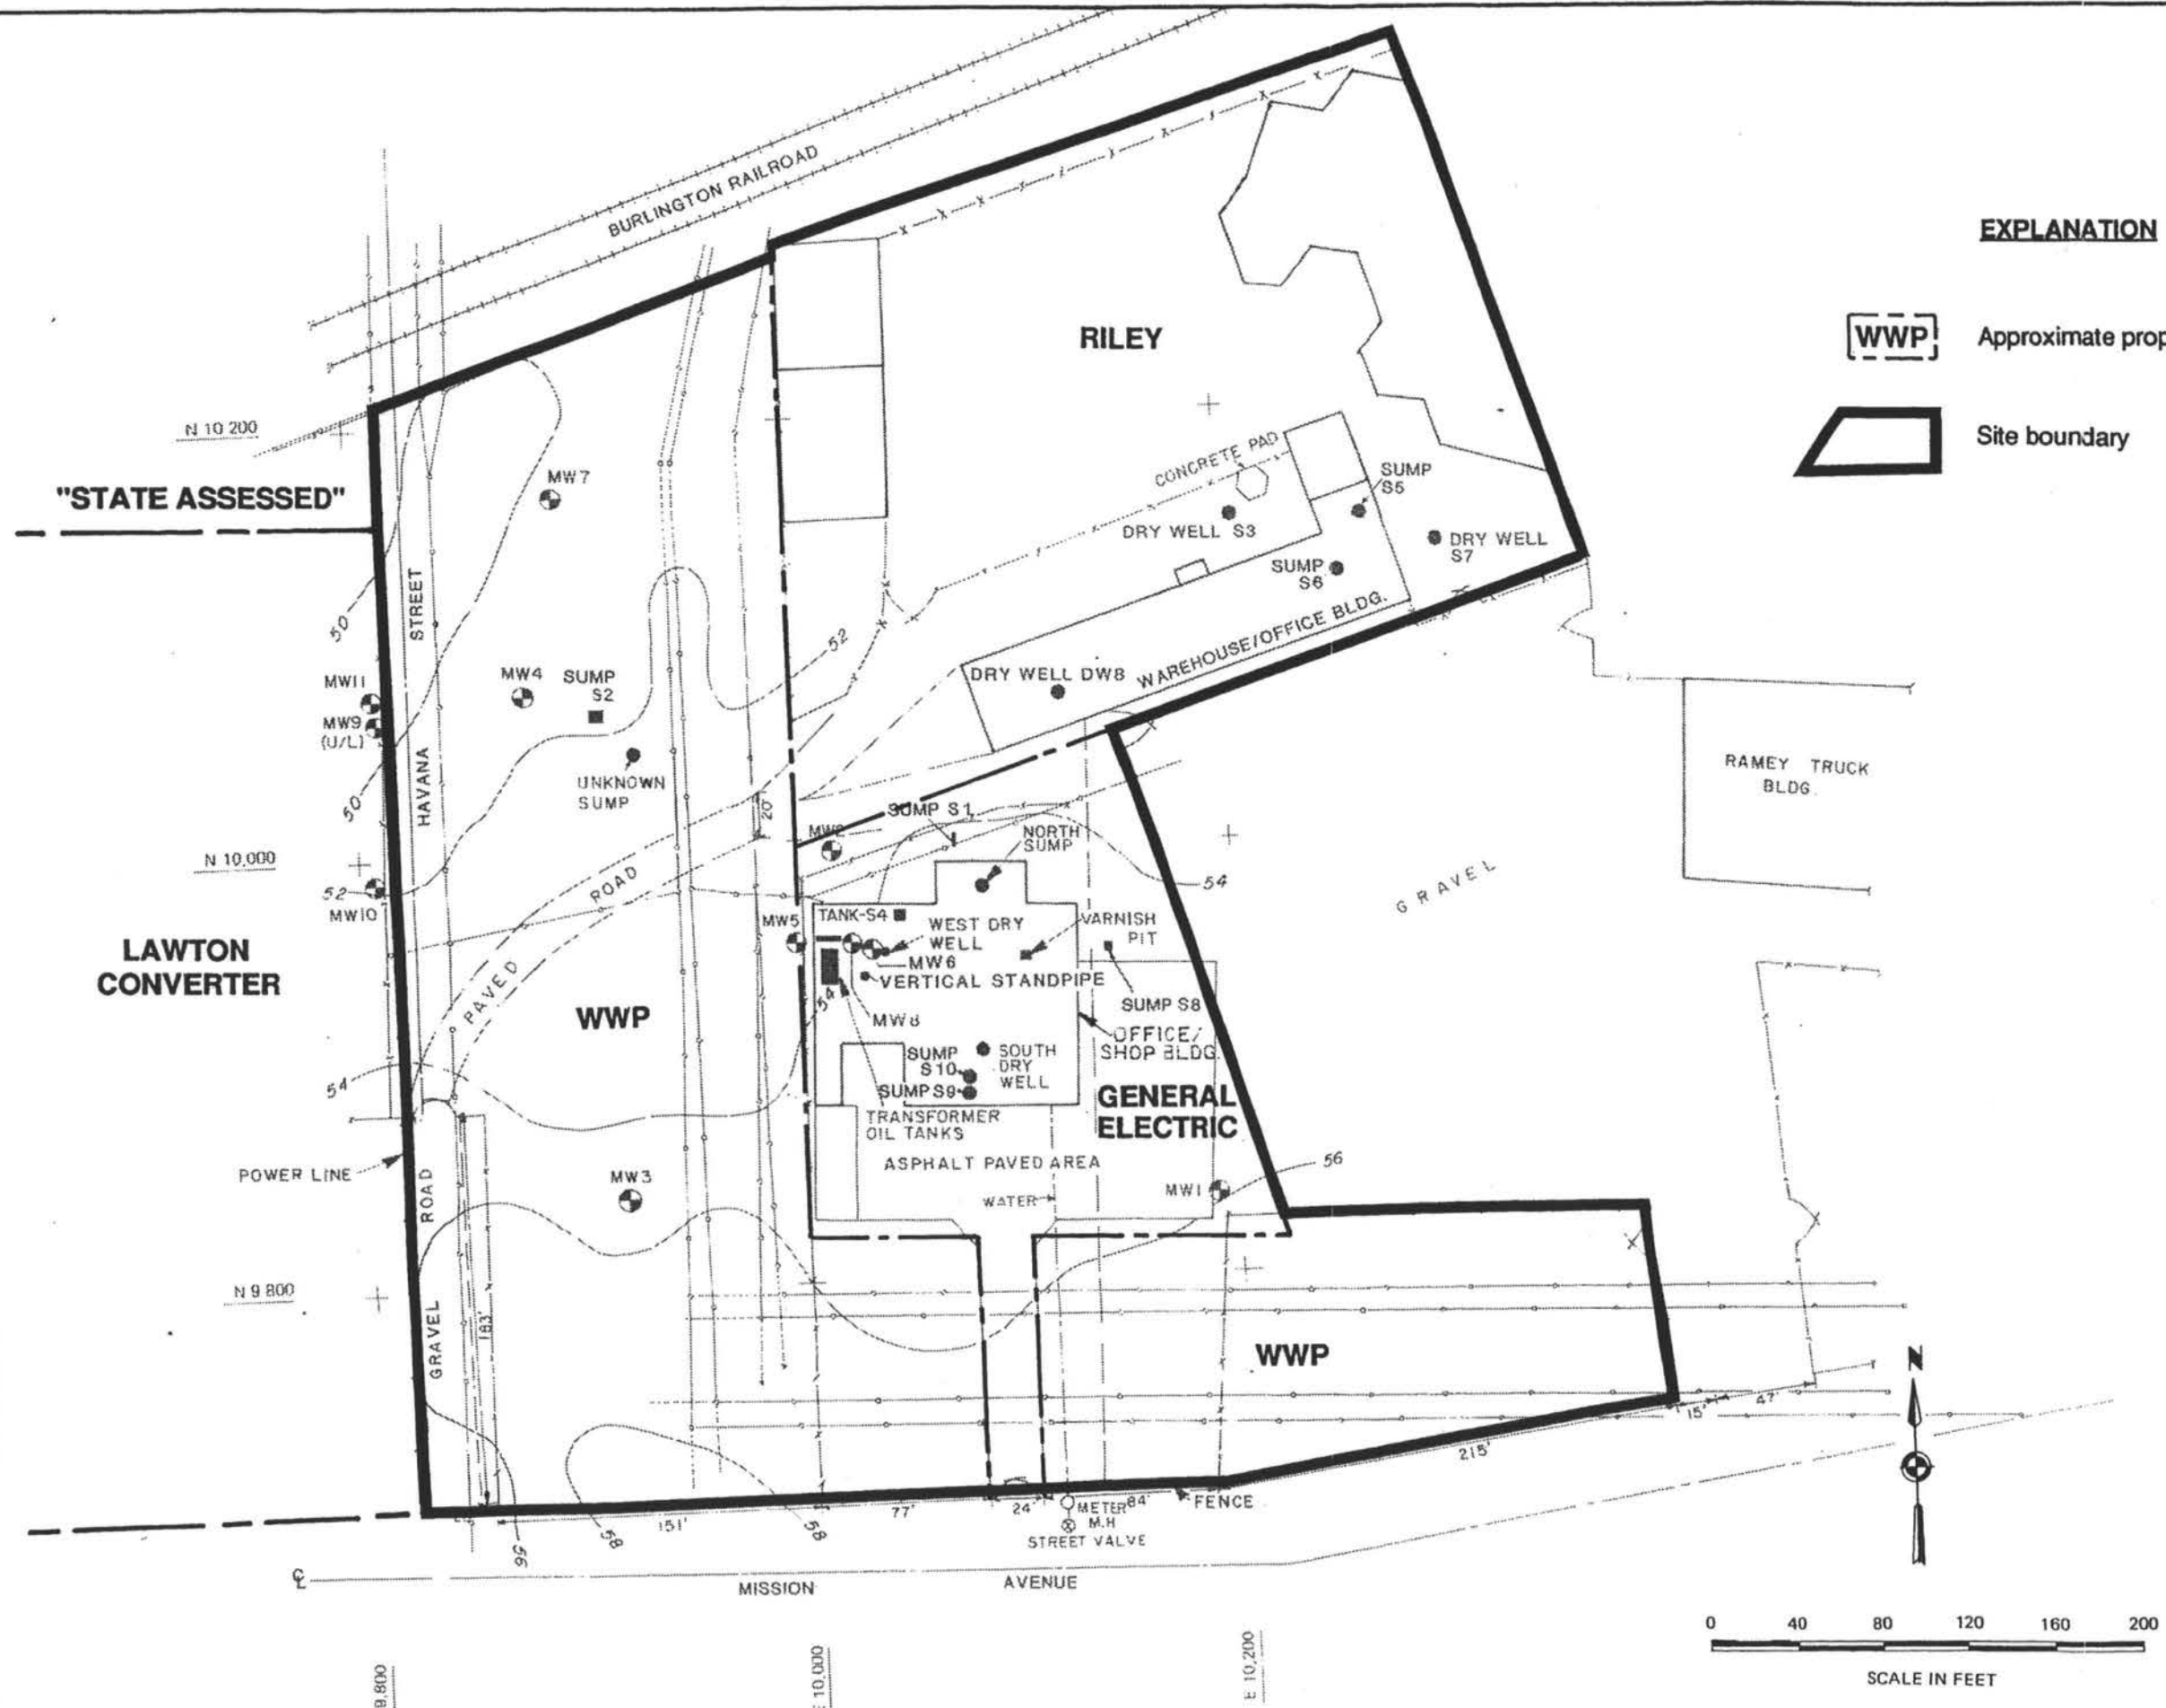 BURLINGTON RAILROAD
EXPLANATION
WWP
Approximate prop
Site boundary
RILEY
N 10 200
"STATE ASSESSED"
MW7
CONCRETE PAD
SUMP
S5
DRY WELL S3
DRY WELL
S7
SUMP
S6
50
HAVANA STREET
52
WAREHOUSE/OFFICE BLDG.
DRY WELL DW8
MW11
MW9
(U/L)
MW4
SUMP
S2
UNKNOWN
SUMP
50
20'
RAMEY TRUCK
BLDG.
SUMP S1
MW2
NORTH
SUMP
N 10,000
52
MW10
PAVED ROAD
54
GRAVEL
LAWTON
CONVERTER
MW5
TANK-S4
WEST DRY
WELL
VARNISH
PIT
MW6
VERTICAL STANDPIPE
SUMP S8
54
MW8
WWP
OFFICE/
SHOP BLDG.
SUMP
S10
SOUTH
DRY
WELL
SUMP S9
54
GENERAL
ELECTRIC
TRANSFORMER
OIL TANKS
ASPHALT PAVED AREA
POWER LINE
MW3
WATER
MW1
56
GRAVEL ROAD
N 9 800
183'
WWP
N
15'
47'
215'
151'
77'
24'
84'
METER
M.H
STREET VALVE
FENCE
56
58
58
℄
MISSION AVENUE
0 40 80 120 160 200
SCALE IN FEET
9,800
10,000
E 10,200